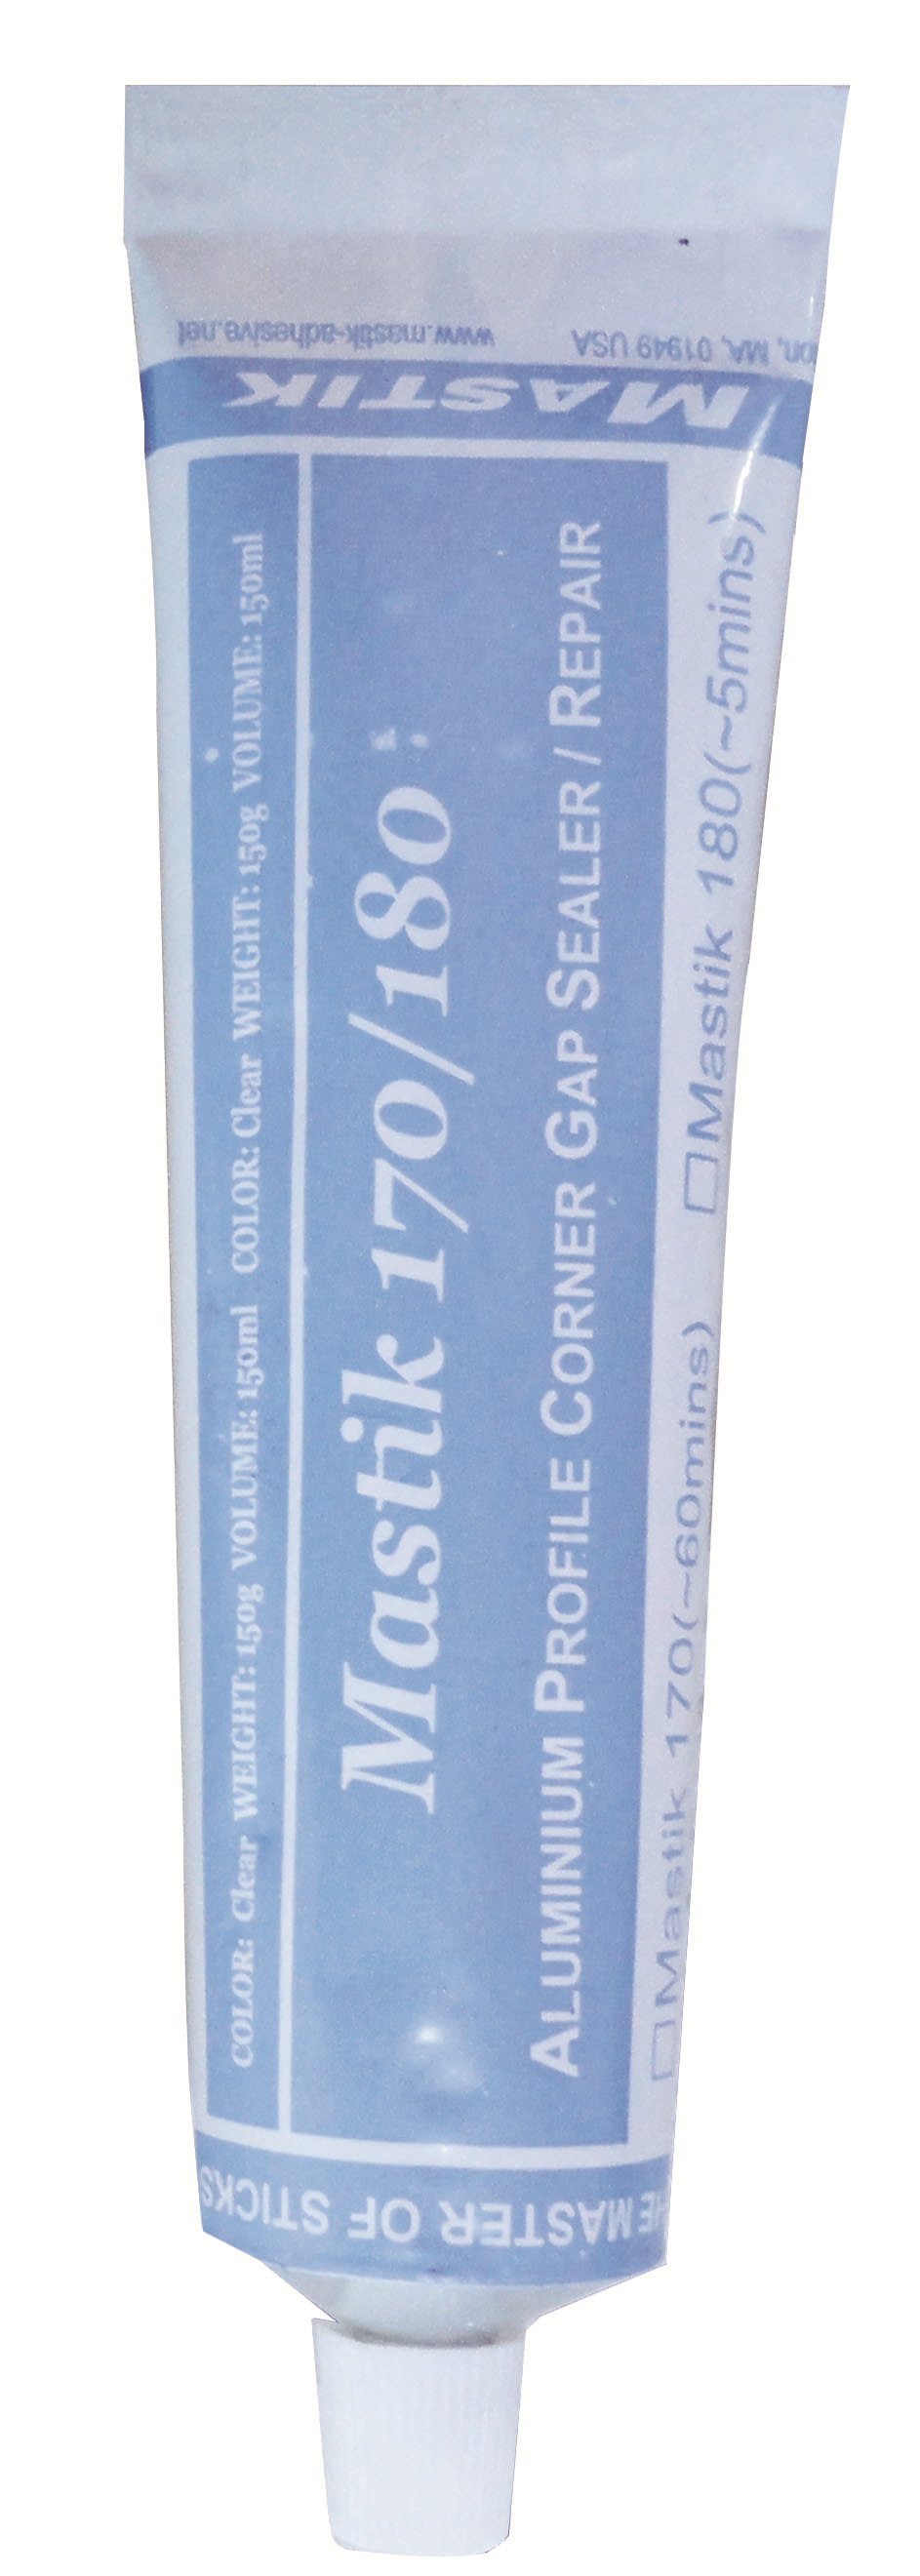 www.mastik-adhesive.net
on, MA, 01949 USA
MASTIK
COLOR: Clear WEIGHT: 150g VOLUME: 150ml COLOR: Clear WEIGHT: 150g VOLUME: 150ml
Mastik 170/180 :
ALUMINIUM PROFILE CORNER GAP SEALER / REPAIR
Mastik 170(~60mins) Mastik 180(~5mins)
HE MASTER OF STICKS